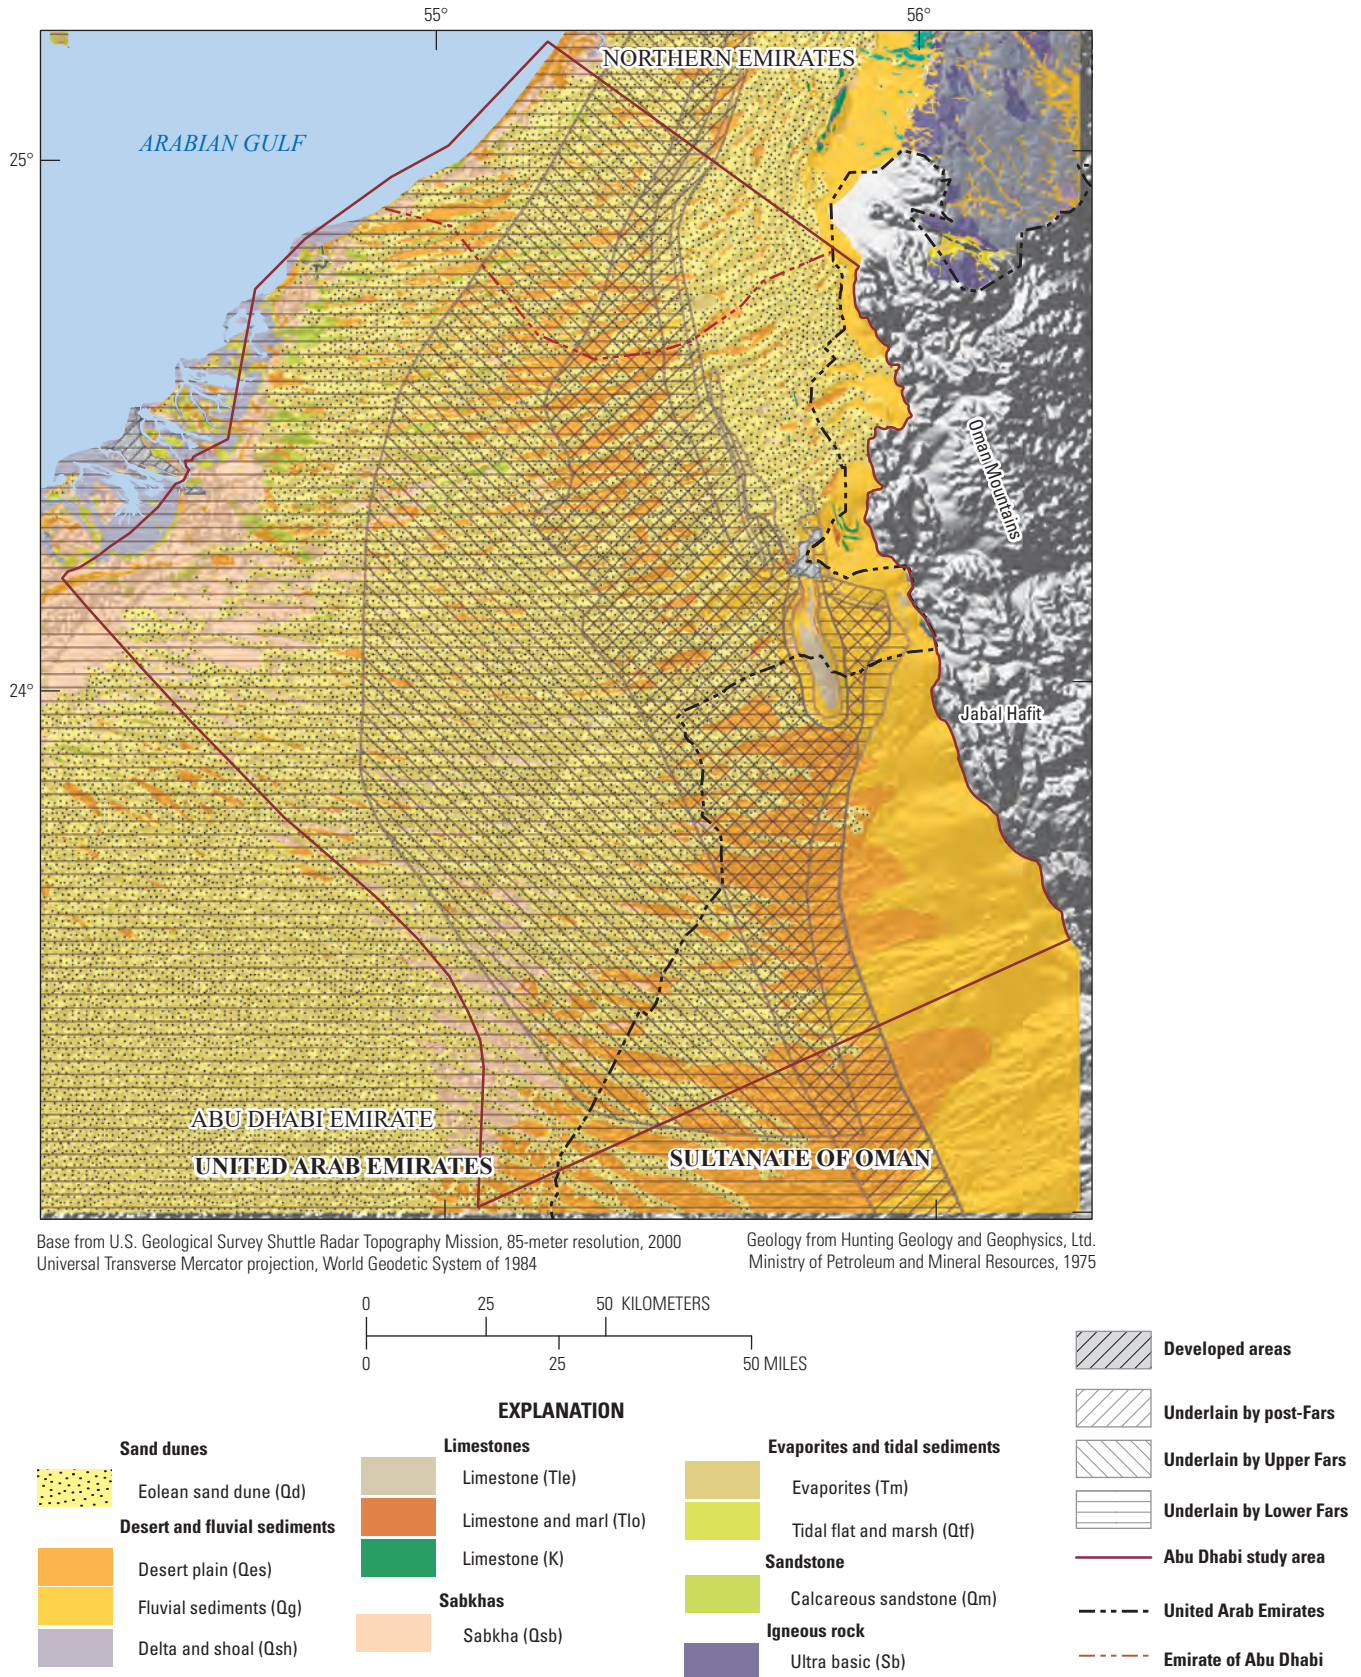 55°
56°
NORTHERN EMIRATES
ARABIAN GULF
25°
Oman Mountains
24°
Jabal Hafit
ABU DHABI EMIRATE
UNITED ARAB EMIRATES
SULTANATE OF OMAN
Base from U.S. Geological Survey Shuttle Radar Topography Mission, 85-meter resolution, 2000
Universal Transverse Mercator projection, World Geodetic System of 1984
Geology from Hunting Geology and Geophysics, Ltd.
Ministry of Petroleum and Mineral Resources, 1975
0 25 50 KILOMETERS
0 25 50 MILES
EXPLANATION
Sand dunes
Eolean sand dune (Qd)
Desert and fluvial sediments
Desert plain (Qes)
Fluvial sediments (Qg)
Delta and shoal (Qsh)
Limestones
Limestone (Tle)
Limestone and marl (Tlo)
Limestone (K)
Sabkhas
Sabkha (Qsb)
Evaporites and tidal sediments
Evaporites (Tm)
Tidal flat and marsh (Qtf)
Sandstone
Calcareous sandstone (Qm)
Igneous rock
Ultra basic (Sb)
Developed areas
Underlain by post-Fars
Underlain by Upper Fars
Underlain by Lower Fars
Abu Dhabi study area
United Arab Emirates
Emirate of Abu Dhabi